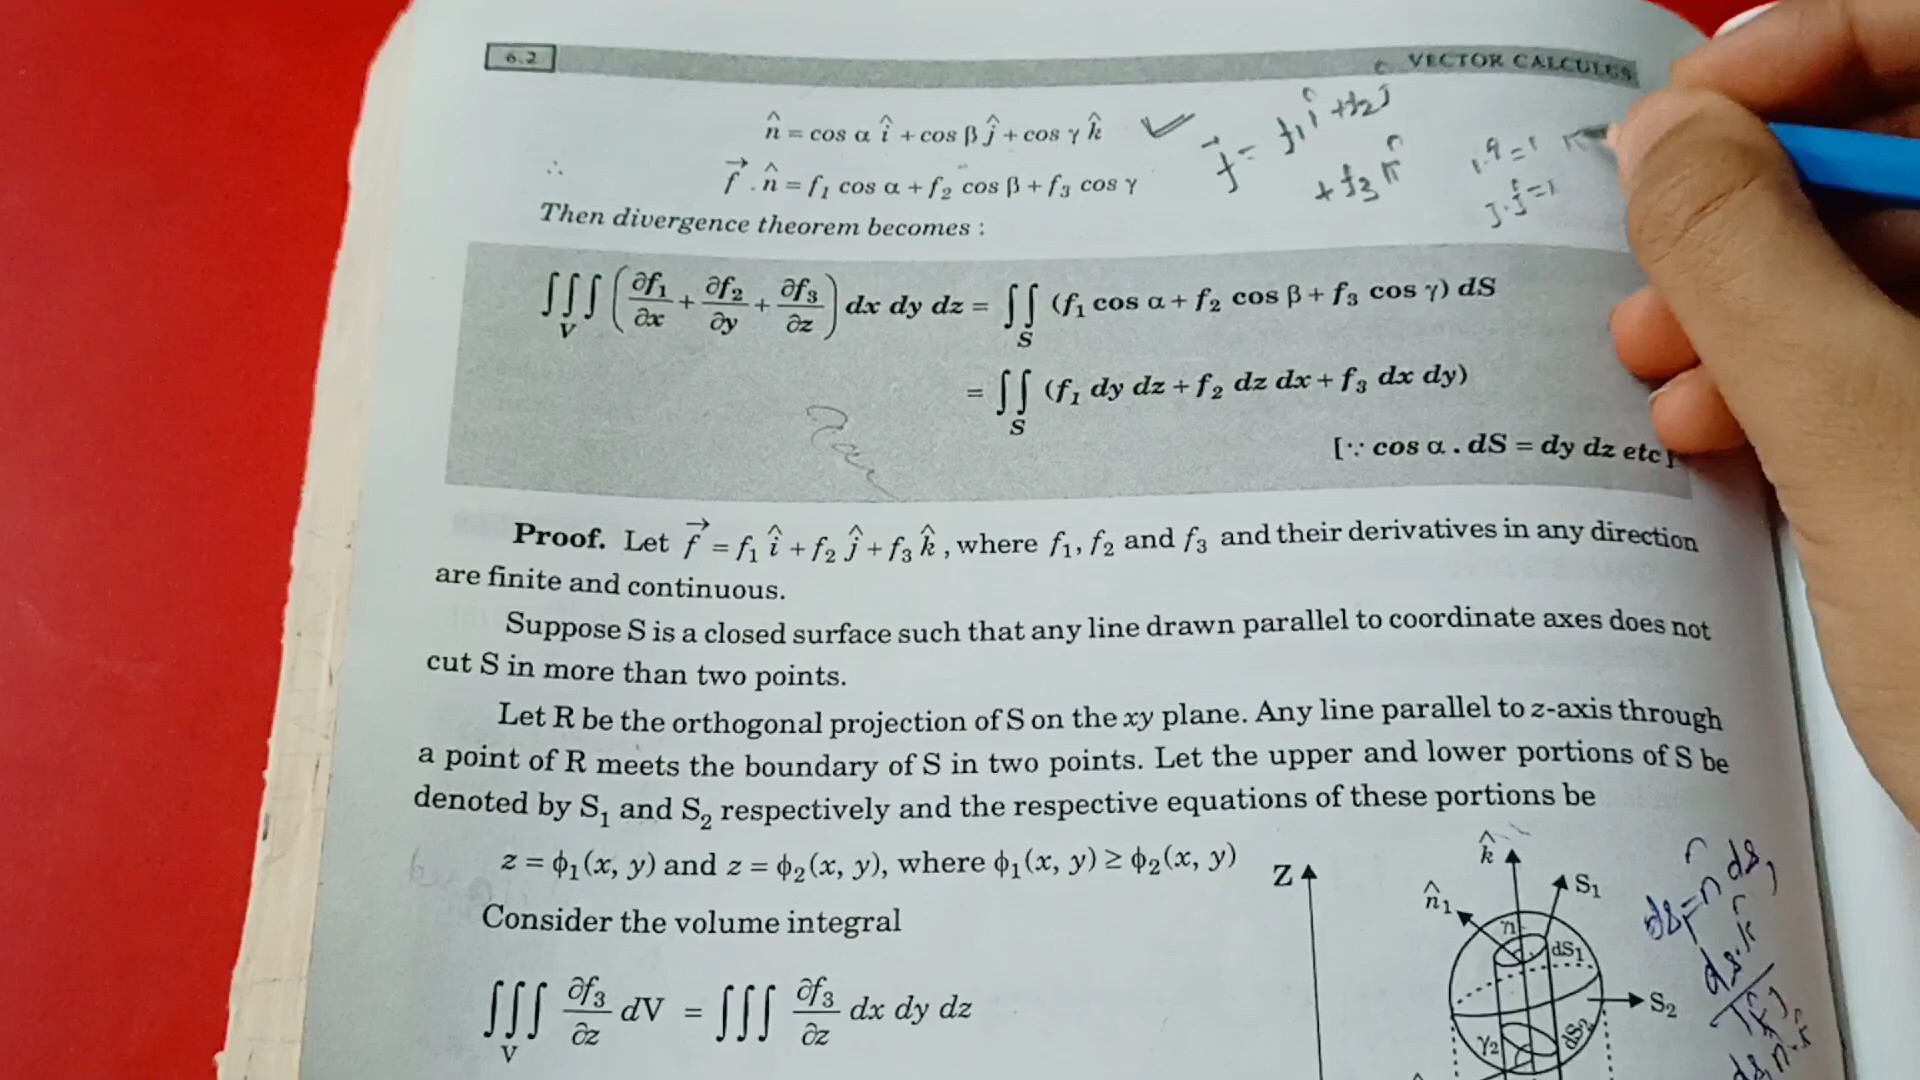 6.2 VECTOR CALCULUS
n̂ = cos α î + cos β ĵ + cos γ k̂
∴ f⃗ . n̂ = f₁ cos α + f₂ cos β + f₃ cos γ
f⃗ = f₁ î + f₂ ĵ
+ f₃ k̂
j.j=1
Then divergence theorem becomes :
∫∫∫_V (∂f₁/∂x + ∂f₂/∂y + ∂f₃/∂z) dx dy dz = ∫∫_S (f₁ cos α + f₂ cos β + f₃ cos γ) dS
= ∫∫_S (f₁ dy dz + f₂ dz dx + f₃ dx dy)
[∵ cos α . dS = dy dz etc]
Proof. Let f⃗ = f₁ î + f₂ ĵ + f₃ k̂, where f₁, f₂ and f₃ and their derivatives in any direction
are finite and continuous.
Suppose S is a closed surface such that any line drawn parallel to coordinate axes does not
cut S in more than two points.
Let R be the orthogonal projection of S on the xy plane. Any line parallel to z-axis through
a point of R meets the boundary of S in two points. Let the upper and lower portions of S be
denoted by S₁ and S₂ respectively and the respective equations of these portions be
z = ϕ₁(x, y) and z = ϕ₂(x, y), where ϕ₁(x, y) ≥ ϕ₂(x, y)
Consider the volume integral
∫∫∫_V ∂f₃/∂z dV = ∫∫∫ ∂f₃/∂z dx dy dz
Z
k̂
S₁
n̂₁
dS₁
S₂
γ₂
dS₂